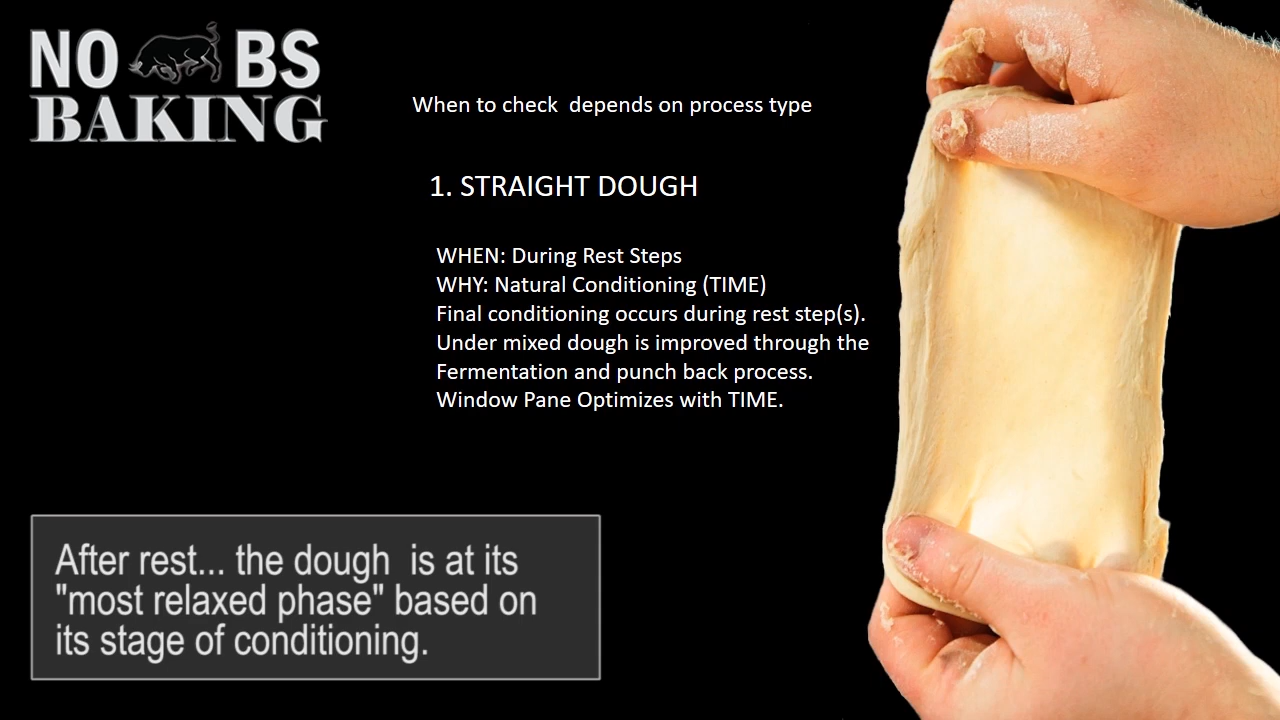 NO BS
BAKING
When to check depends on process type
1. STRAIGHT DOUGH
WHEN: During Rest Steps
WHY: Natural Conditioning (TIME)
Final conditioning occurs during rest step(s).
Under mixed dough is improved through the
Fermentation and punch back process.
Window Pane Optimizes with TIME.
After rest... the dough is at its
"most relaxed phase" based on
its stage of conditioning.